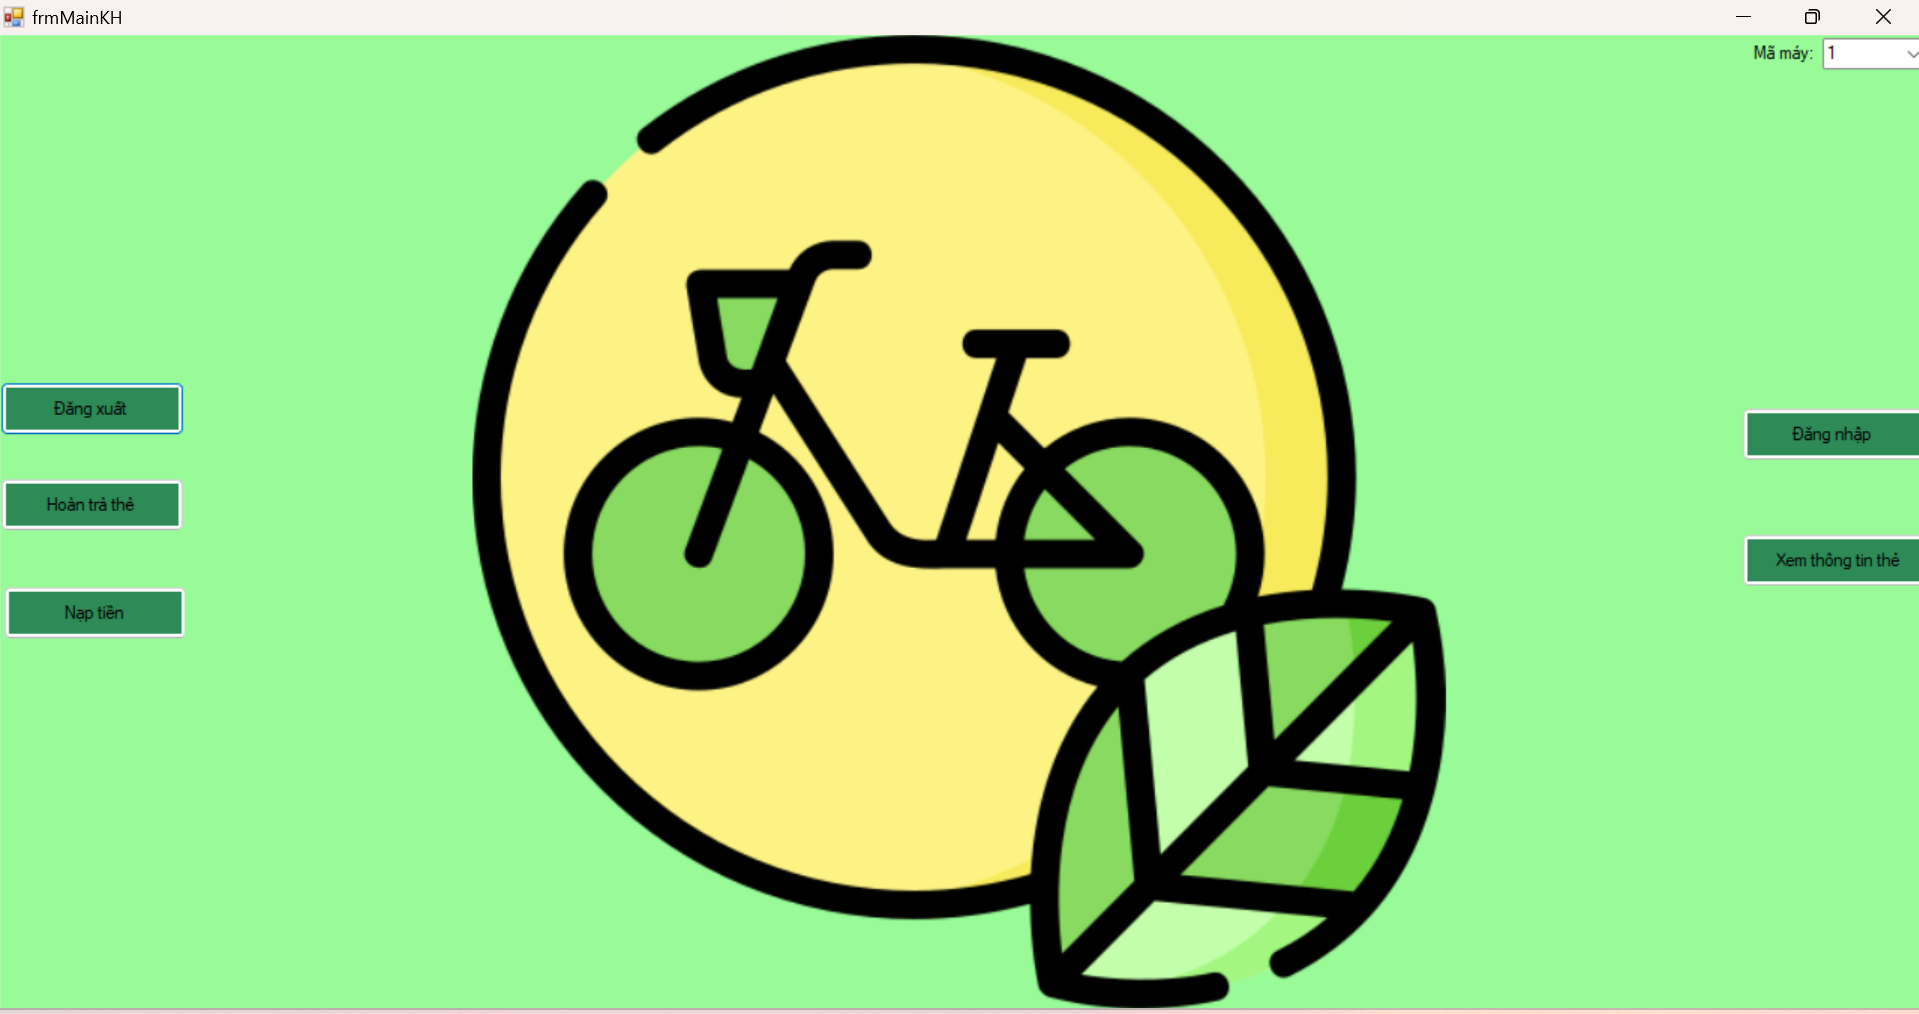 frmMainKH
Mã máy: 1
Đăng xuất
Đăng nhập
Hoàn trả thẻ
Xem thông tin thẻ
Nạp tiền